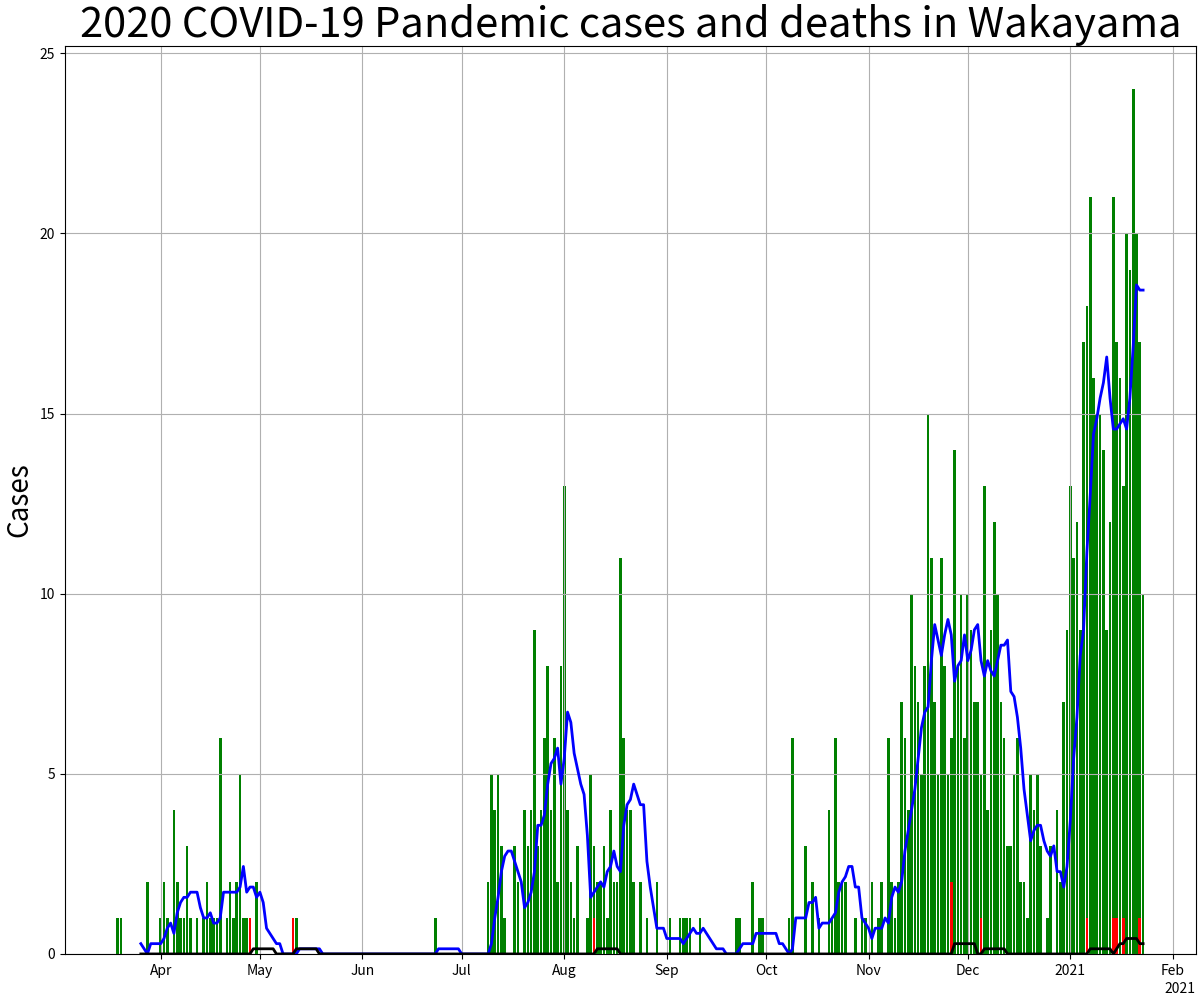 2020 COVID-19 Pandemic cases and deaths in Wakayama
25
20
15
10
5
0
Cases
Apr May Jun Jul Aug Sep Oct Nov Dec 2021 Feb
2021